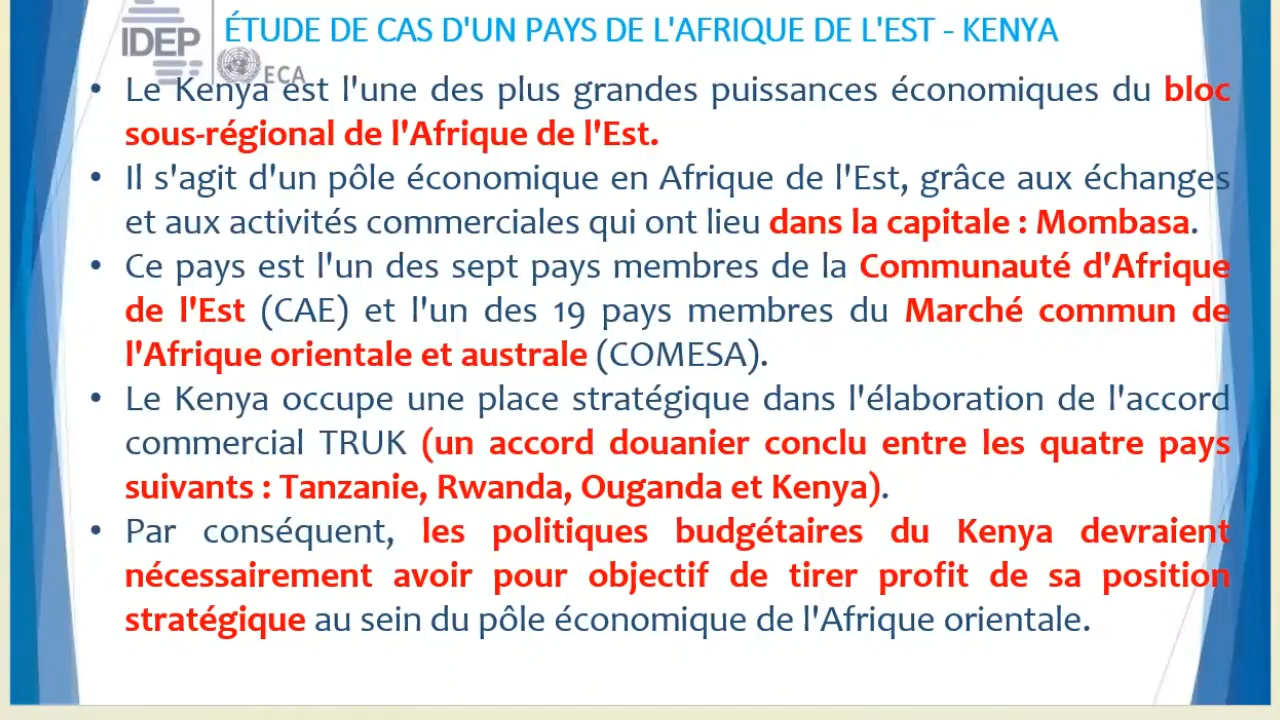 IDEP
ECA
ÉTUDE DE CAS D'UN PAYS DE L'AFRIQUE DE L'EST - KENYA
• Le Kenya est l'une des plus grandes puissances économiques du bloc
sous-régional de l'Afrique de l'Est.
• Il s'agit d'un pôle économique en Afrique de l'Est, grâce aux échanges
et aux activités commerciales qui ont lieu dans la capitale : Mombasa.
• Ce pays est l'un des sept pays membres de la Communauté d'Afrique
de l'Est (CAE) et l'un des 19 pays membres du Marché commun de
l'Afrique orientale et australe (COMESA).
• Le Kenya occupe une place stratégique dans l'élaboration de l'accord
commercial TRUK (un accord douanier conclu entre les quatre pays
suivants : Tanzanie, Rwanda, Ouganda et Kenya).
• Par conséquent, les politiques budgétaires du Kenya devraient
nécessairement avoir pour objectif de tirer profit de sa position
stratégique au sein du pôle économique de l'Afrique orientale.